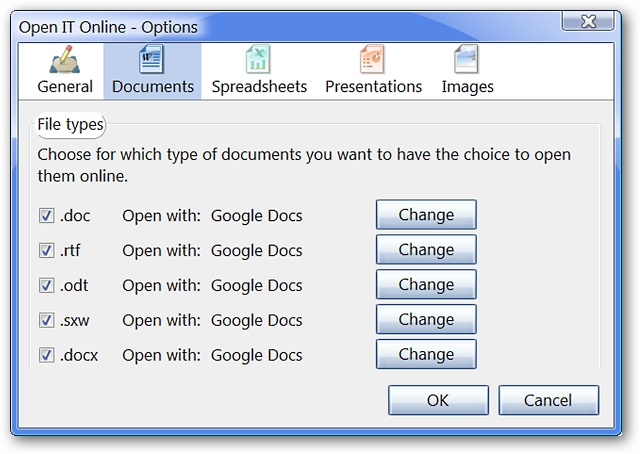 Open IT Online - Options
General Documents Spreadsheets Presentations Images
File types
Choose for which type of documents you want to have the choice to open
them online.
.doc Open with: Google Docs Change
.rtf Open with: Google Docs Change
.odt Open with: Google Docs Change
.sxw Open with: Google Docs Change
.docx Open with: Google Docs Change
OK Cancel